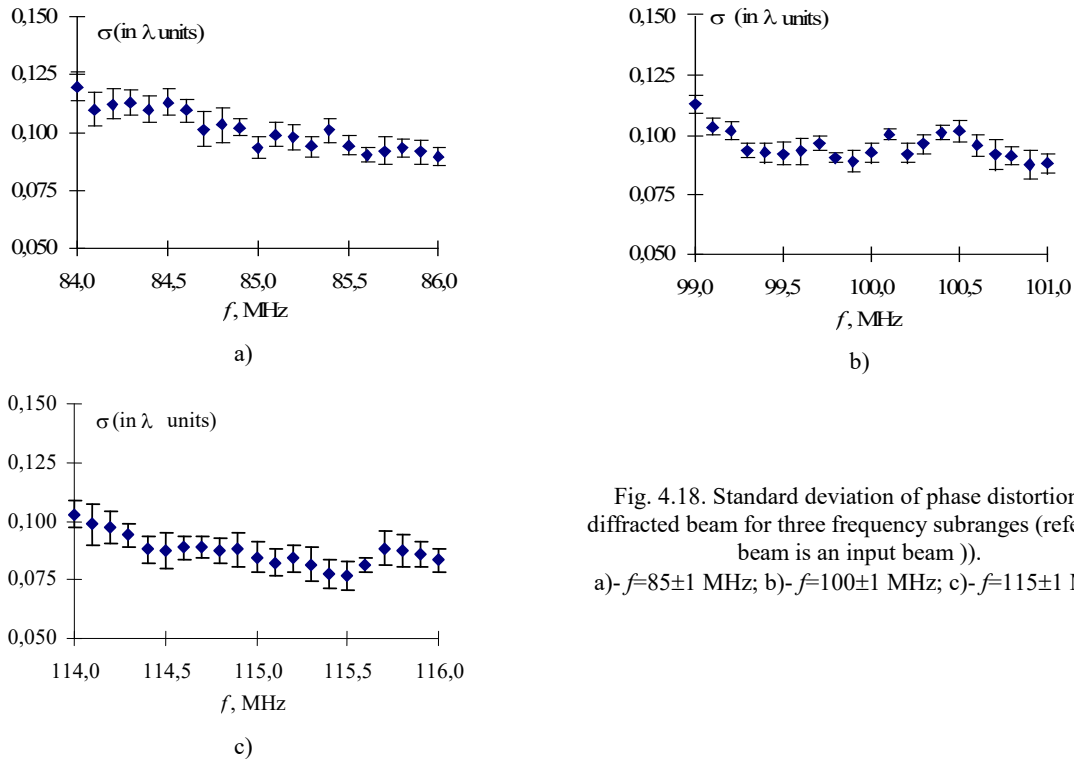 0,150
σ (in λ units)
0,125
0,100
0,075
0,050
84,0 84,5 85,0 85,5 86,0
f, MHz
a)
0,150
σ (in λ units)
0,125
0,100
0,075
0,050
99,0 99,5 100,0 100,5 101,0
f, MHz
b)
0,150
σ (in λ units)
0,125
0,100
0,075
0,050
114,0 114,5 115,0 115,5 116,0
f, MHz
c)
Fig. 4.18. Standard deviation of phase distortion
diffracted beam for three frequency subranges (refe
beam is an input beam )).
a)- f=85±1 MHz; b)- f=100±1 MHz; c)- f=115±1 M